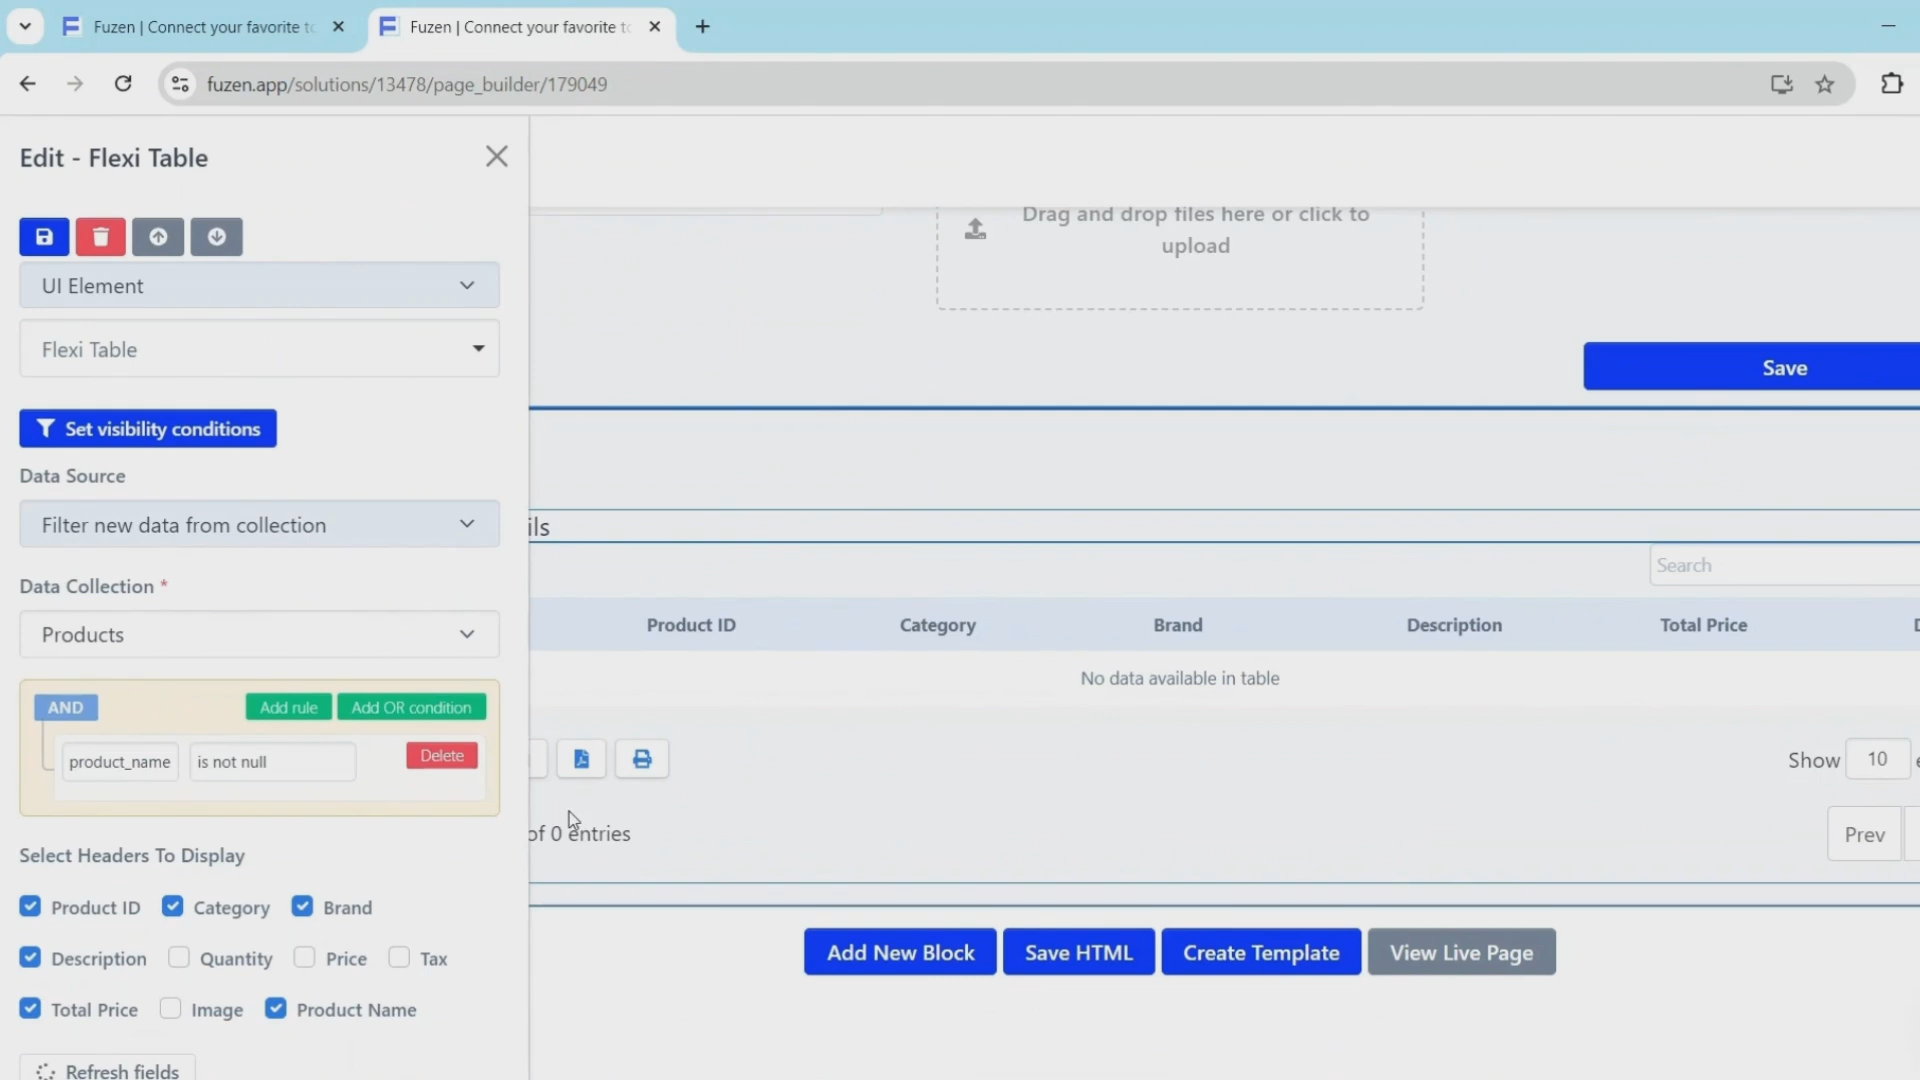 Fuzen | Connect your favorite to
Fuzen | Connect your favorite to
fuzen.app/solutions/13478/page_builder/179049
Edit - Flexi Table
UI Element
Flexi Table
Set visibility conditions
Data Source
Filter new data from collection
Data Collection *
Products
AND
Add rule
Add OR condition
product_name
is not null
Delete
Select Headers To Display
Product ID
Category
Brand
Description
Quantity
Price
Tax
Total Price
Image
Product Name
Refresh fields
Drag and drop files here or click to
upload
Save
ils
Search
Product ID
Category
Brand
Description
Total Price
D
No data available in table
Show
10
e
of 0 entries
Prev
Add New Block
Save HTML
Create Template
View Live Page